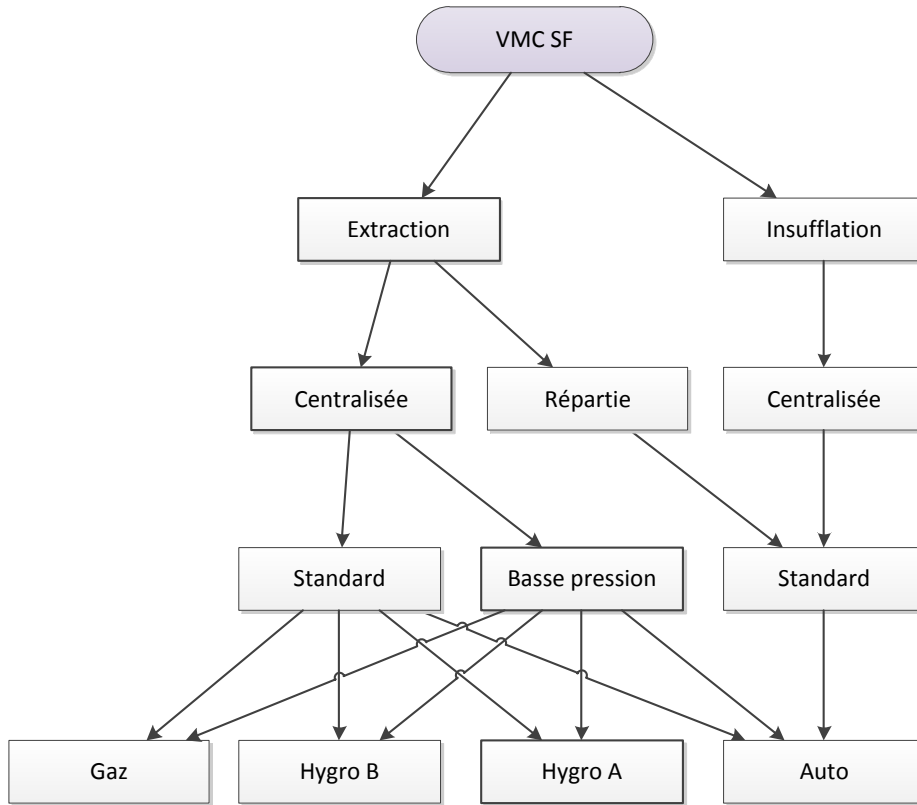 VMC SF
Extraction
Insufflation
Centralisée
Répartie
Centralisée
Standard
Basse pression
Standard
Gaz
Hygro B
Hygro A
Auto